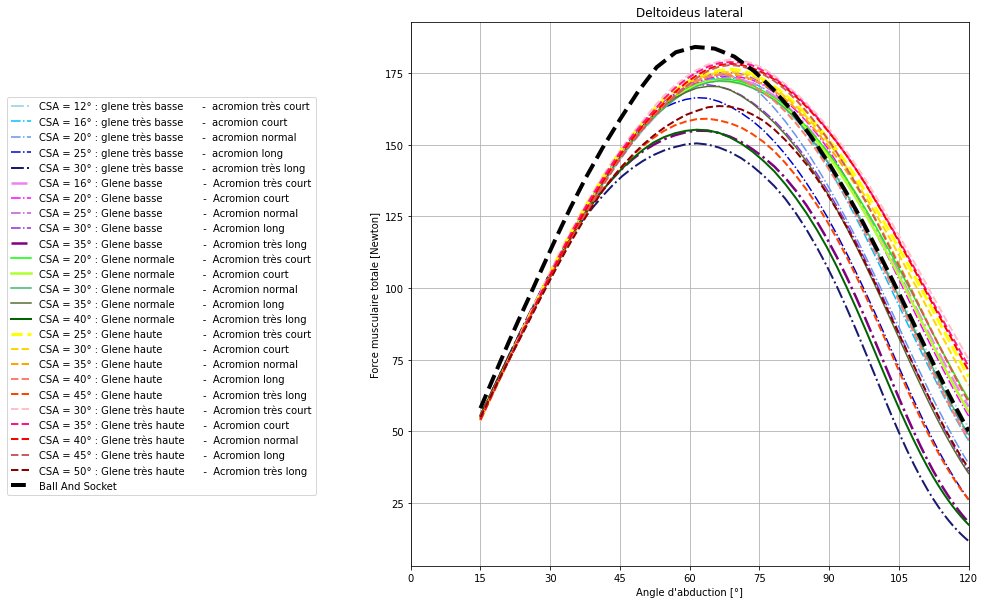 Deltoideus lateral
CSA = 12° : glene très basse - acromion très court
CSA = 16° : glene très basse - acromion court
CSA = 20° : glene très basse - acromion normal
CSA = 25° : glene très basse - acromion long
CSA = 30° : glene très basse - acromion très long
CSA = 16° : Glene basse - Acromion très court
CSA = 20° : Glene basse - Acromion court
CSA = 25° : Glene basse - Acromion normal
CSA = 30° : Glene basse - Acromion long
CSA = 35° : Glene basse - Acromion très long
CSA = 20° : Glene normale - Acromion très court
CSA = 25° : Glene normale - Acromion court
CSA = 30° : Glene normale - Acromion normal
CSA = 35° : Glene normale - Acromion long
CSA = 40° : Glene normale - Acromion très long
CSA = 25° : Glene haute - Acromion très court
CSA = 30° : Glene haute - Acromion court
CSA = 35° : Glene haute - Acromion normal
CSA = 40° : Glene haute - Acromion long
CSA = 45° : Glene haute - Acromion très long
CSA = 30° : Glene très haute - Acromion très court
CSA = 35° : Glene très haute - Acromion court
CSA = 40° : Glene très haute - Acromion normal
CSA = 45° : Glene très haute - Acromion long
CSA = 50° : Glene très haute - Acromion très long
Ball And Socket
Force musculaire totale [Newton]
175
150
125
100
75
50
25
0 15 30 45 60 75 90 105 120
Angle d'abduction [°]